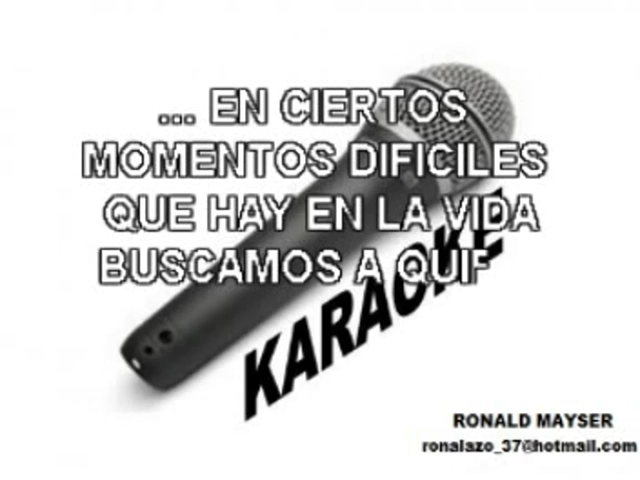 ... EN CIERTOS
MOMENTOS DIFICILES
QUE HAY EN LA VIDA
BUSCAMOS A
KARAOKE
RONALD MAYSER
ronalazo_37@hotmail.com